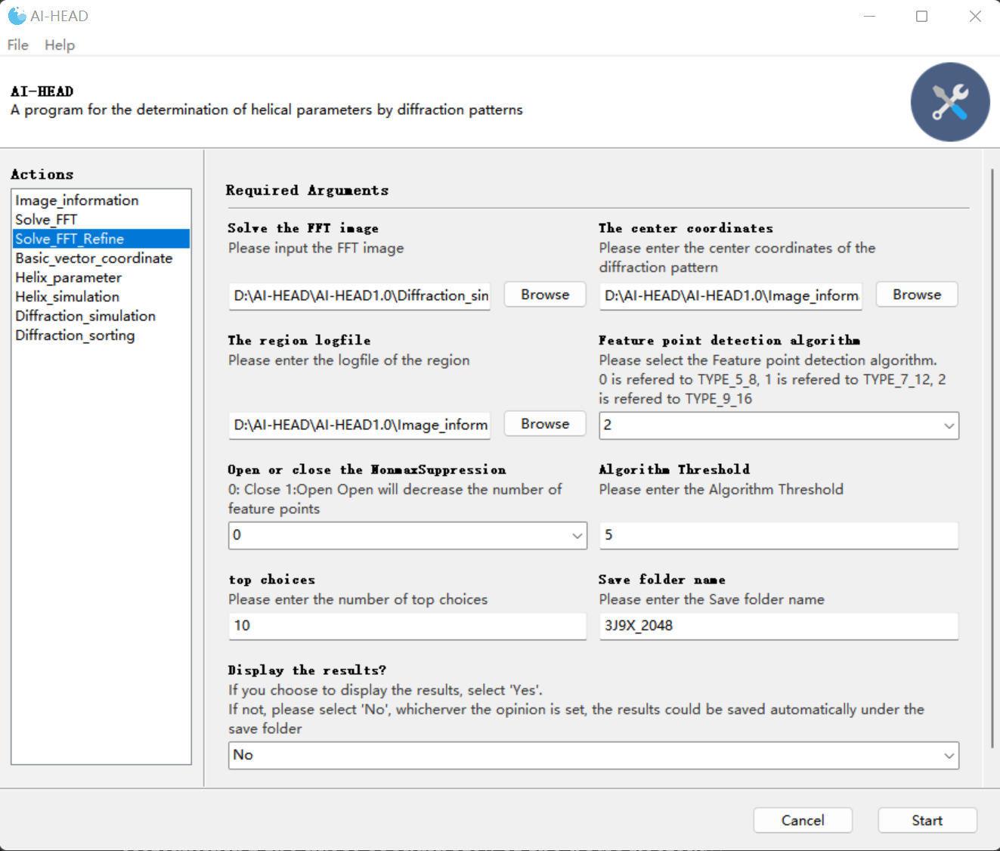 AI-HEAD
File Help
AI-HEAD
A program for the determination of helical parameters by diffraction patterns
Actions
Image_information
Solve_FFT
Solve_FFT_Refine
Basic_vector_coordinate
Helix_parameter
Helix_simulation
Diffraction_simulation
Diffraction_sorting
Required Arguments
Solve the FFT image
Please input the FFT image
D:\AI-HEAD\AI-HEAD1.0\Diffraction_sin
Browse
The center coordinates
Please enter the center coordinates of the
diffraction pattern
D:\AI-HEAD\AI-HEAD1.0\Image_inform
Browse
The region logfile
Please enter the logfile of the region
D:\AI-HEAD\AI-HEAD1.0\Image_inform
Browse
Feature point detection algorithm
Please select the Feature point detection algorithm.
0 is refered to TYPE_5_8, 1 is refered to TYPE_7_12, 2
is refered to TYPE_9_16
2
Open or close the NonmaxSuppression
0: Close 1:Open Open will decrease the number of
feature points
0
Algorithm Threshold
Please enter the Algorithm Threshold
5
top choices
Please enter the number of top choices
10
Save folder name
Please enter the Save folder name
3J9X_2048
Display the results?
If you choose to display the results, select 'Yes'.
If not, please select 'No', whicherver the opinion is set, the results could be saved automatically under the
save folder
No
Cancel
Start